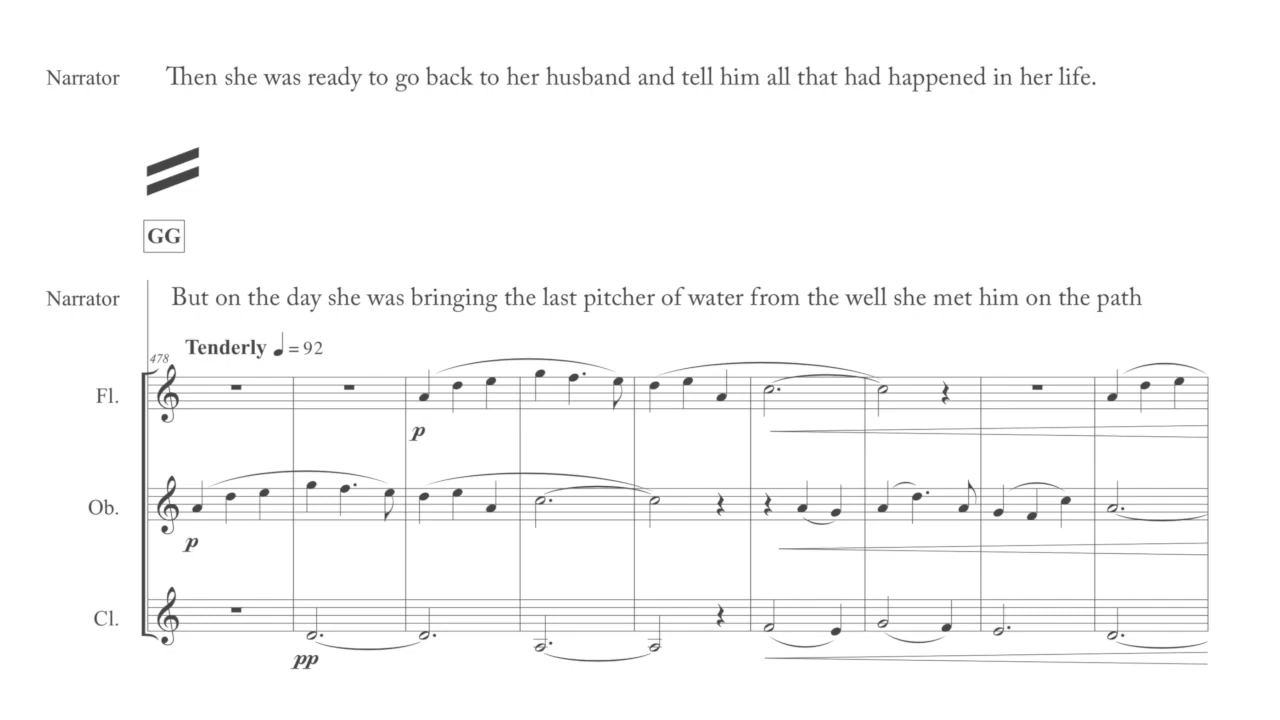 Narrator Then she was ready to go back to her husband and tell him all that had happened in her life.
GG
Narrator But on the day she was bringing the last pitcher of water from the well she met him on the path
Tenderly ♩ = 92
478
Fl.
p
Ob.
p
Cl.
pp